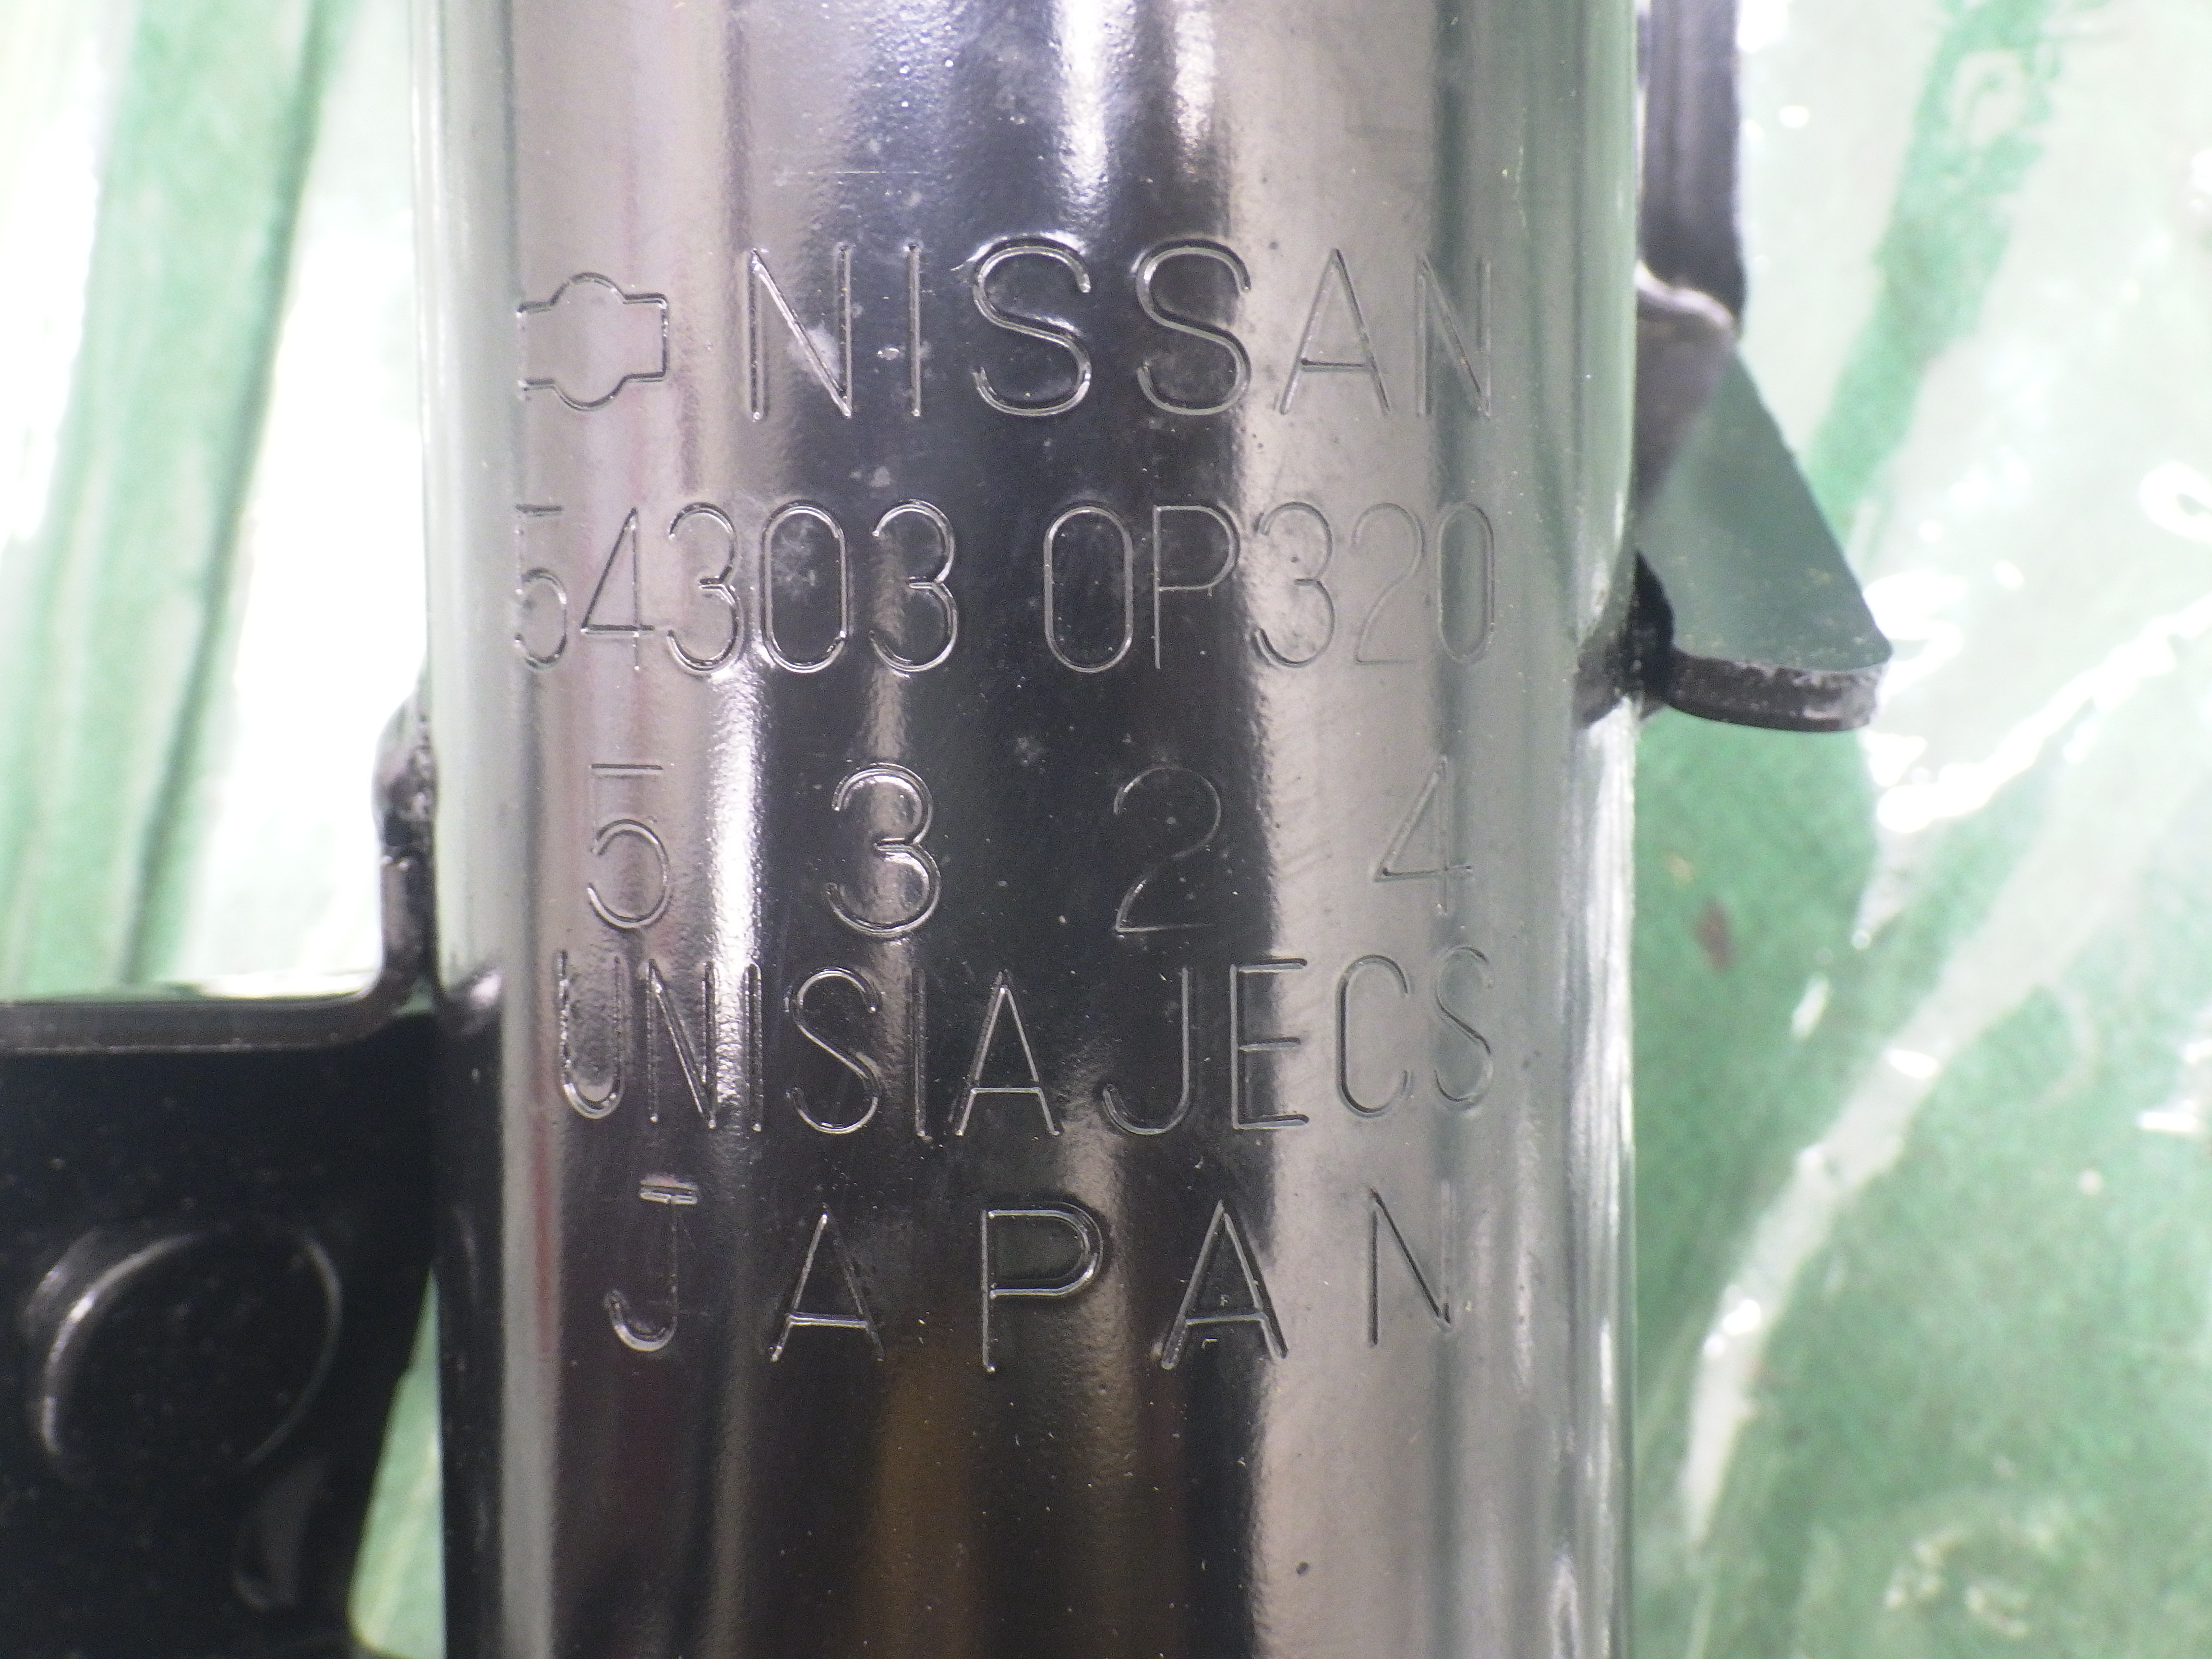 NISSAN
54303 0P320
5 3 2 4
UNISIA JECS
JAPAN